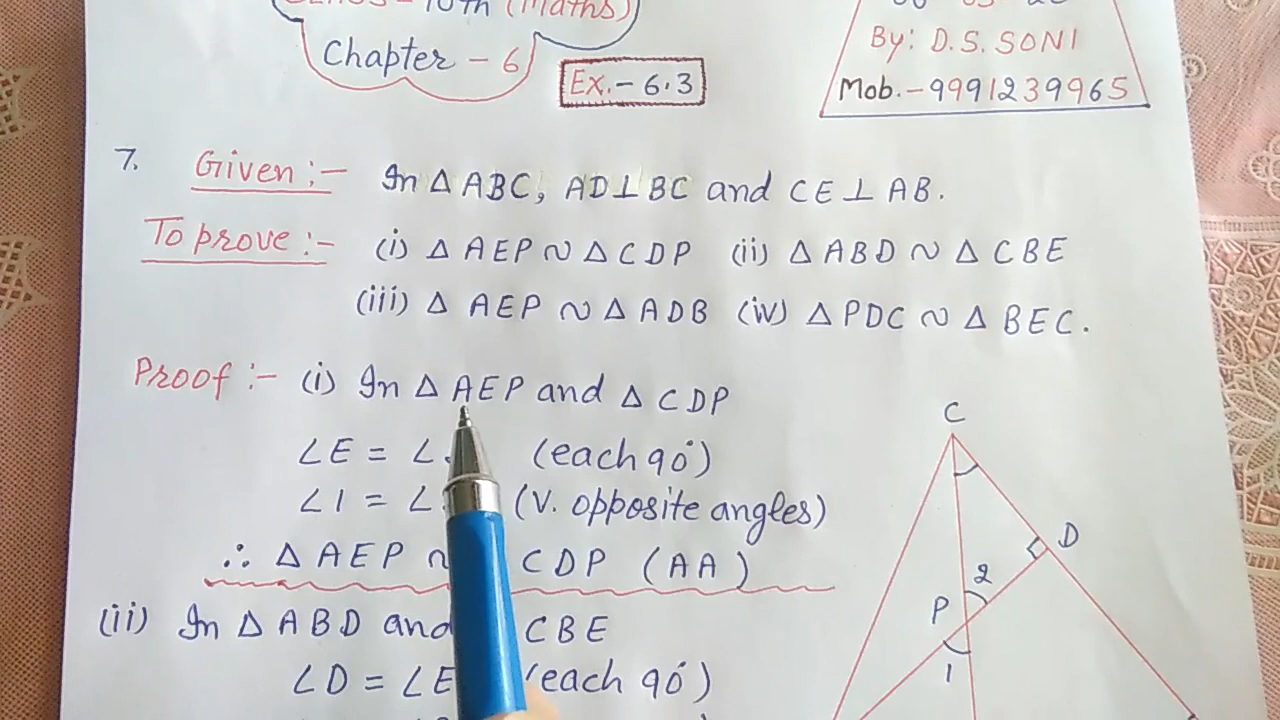 10th (Maths)
Chapter - 6
Ex.- 6.3
By: D.S. SONI
Mob.- 9991239965
7. Given :- In △ ABC, AD⊥BC and CE⊥AB.
To prove :- (i) △ AEP ~ △ CDP (ii) △ ABD ~ △ CBE
(iii) △ AEP ~ △ ADB (iv) △ PDC ~ △ BEC.
Proof :- (i) In △ AEP and △ CDP
∠E = ∠ (each 90°)
∠1 = ∠ (V. opposite angles)
∴ △ AEP ~ CDP (AA)
(ii) In △ ABD and CBE
∠D = ∠E (each 90°)
C
D
2
P
1